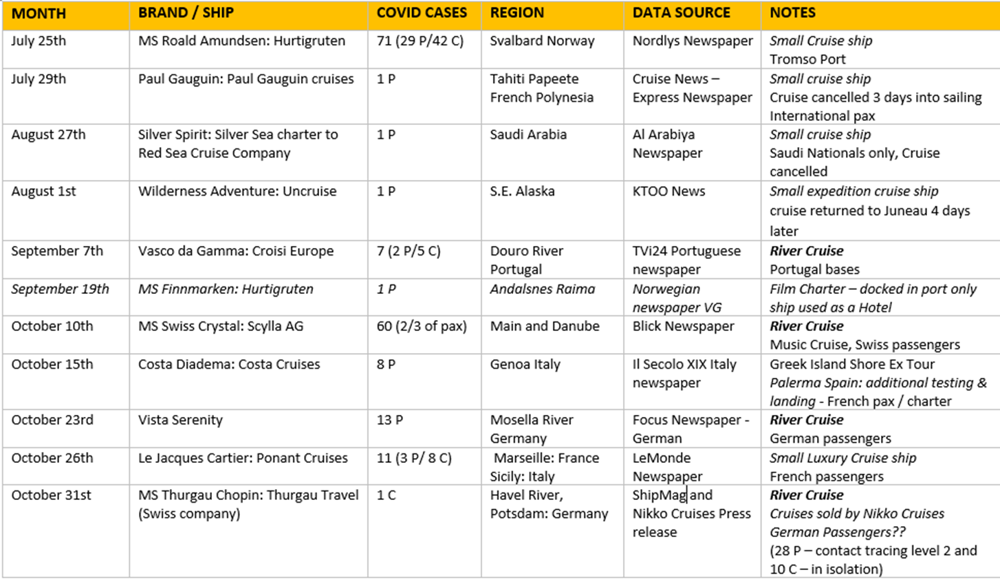 MONTH BRAND / SHIP COVID CASES REGION DATA SOURCE NOTES
July 25th MS Roald Amundsen: Hurtigruten 71 (29 P/42 C) Svalbard Norway Nordlys Newspaper Small Cruise ship
Tromso Port
July 29th Paul Gauguin: Paul Gauguin cruises 1 P Tahiti Papeete Cruise News – Small cruise ship
French Polynesia Express Newspaper Cruise cancelled 3 days into sailing
International pax
August 27th Silver Spirit: Silver Sea charter to 1 P Saudi Arabia Al Arabiya Small cruise ship
Red Sea Cruise Company Newspaper Saudi Nationals only, Cruise
cancelled
August 1st Wilderness Adventure: Uncruise 1 P S.E. Alaska KTOO News Small expedition cruise ship
cruise returned to Juneau 4 days
later
September 7th Vasco da Gamma: Croisi Europe 7 (2 P/5 C) Douro River TVi24 Portuguese River Cruise
Portugal newspaper Portugal bases
September 19th MS Finnmarken: Hurtigruten 1 P Andalsnes Raima Norwegian Film Charter – docked in port only
newspaper VG ship used as a Hotel
October 10th MS Swiss Crystal: Scylla AG 60 (2/3 of pax) Main and Danube Blick Newspaper River Cruise
Music Cruise, Swiss passengers
October 15th Costa Diadema: Costa Cruises 8 P Genoa Italy Il Secolo XIX Italy Greek Island Shore Ex Tour
newspaper Palerma Spain: additional testing &
landing - French pax / charter
October 23rd Vista Serenity 13 P Mosella River Focus Newspaper - River Cruise
Germany German German passengers
October 26th Le Jacques Cartier: Ponant Cruises 11 (3 P/ 8 C) Marseille: France LeMonde Small Luxury Cruise ship
Sicily: Italy Newspaper French passengers
October 31st MS Thurgau Chopin: Thurgau Travel 1 C Havel River, ShipMag and River Cruise
(Swiss company) Potsdam: Germany Nikko Cruises Press Cruises sold by Nikko Cruises
release German Passengers??
(28 P – contact tracing level 2 and
10 C – in isolation)